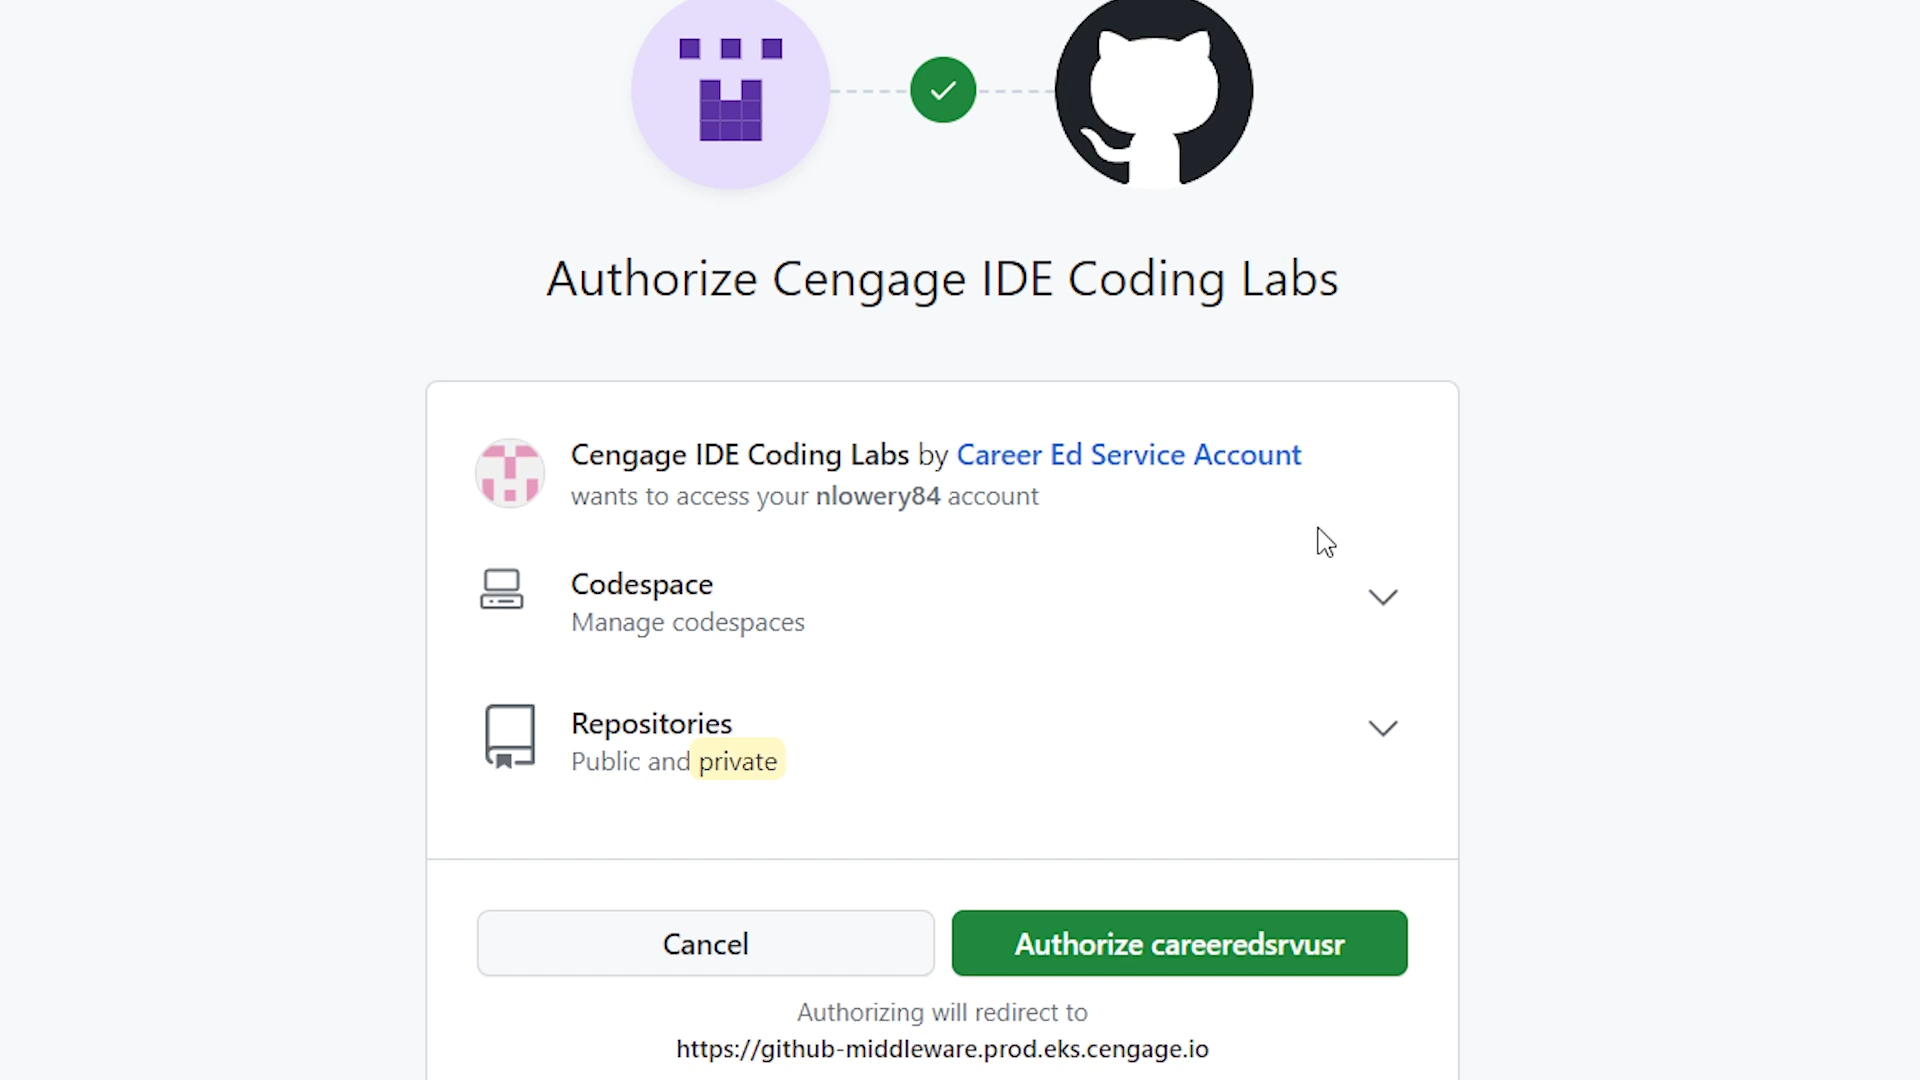 Authorize Cengage IDE Coding Labs
Cengage IDE Coding Labs by Career Ed Service Account
wants to access your nlowery84 account
Codespace
Manage codespaces
Repositories
Public and private
Cancel
Authorize careeredsrvusr
Authorizing will redirect to
https://github-middleware.prod.eks.cengage.io